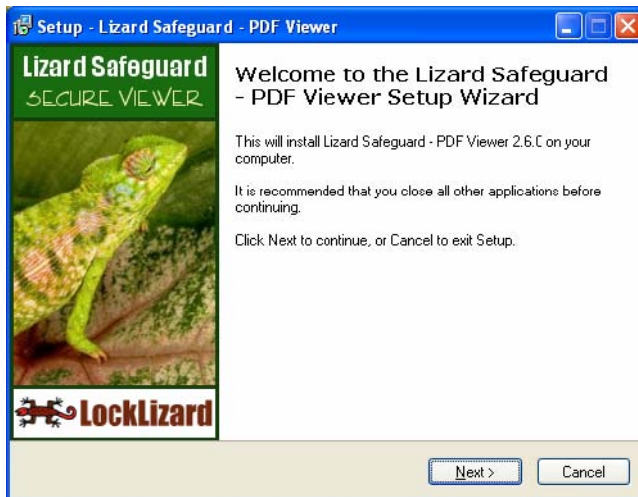 Setup - Lizard Safeguard - PDF Viewer
Lizard Safeguard
SECURE VIEWER
Welcome to the Lizard Safeguard
- PDF Viewer Setup Wizard
This will install Lizard Safeguard - PDF Viewer 2.6.0 on your
computer.
It is recommended that you close all other applications before
continuing.
Click Next to continue, or Cancel to exit Setup.
LockLizard
Next >
Cancel